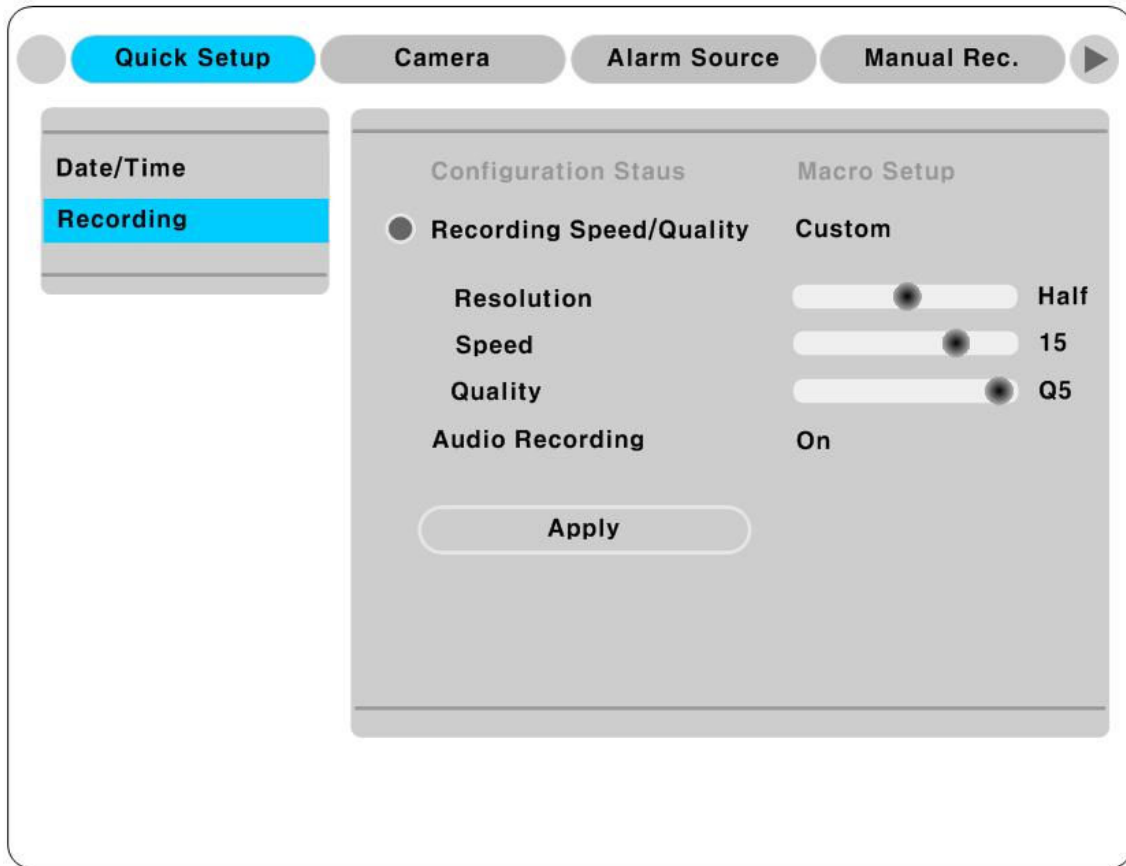 Quick Setup Camera Alarm Source Manual Rec.
Date/Time
Recording
Configuration Staus Macro Setup
Recording Speed/Quality Custom
Resolution Half
Speed 15
Quality Q5
Audio Recording On
Apply